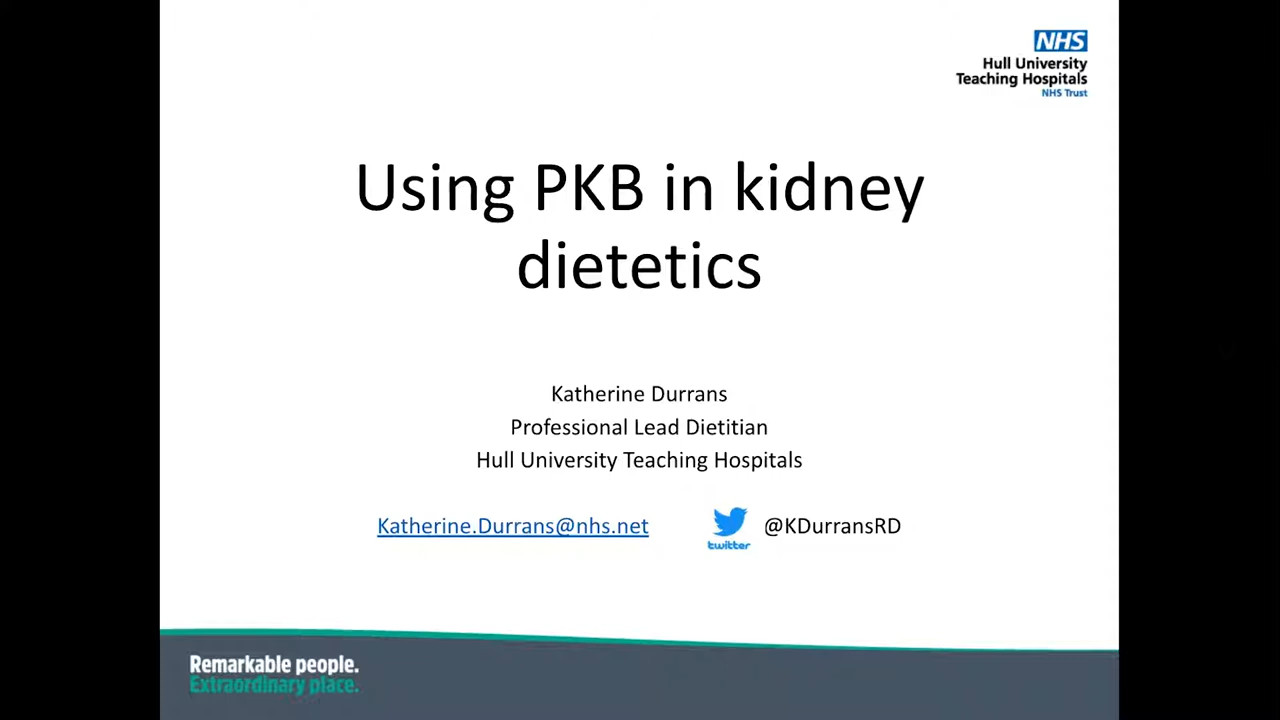 NHS
Hull University
Teaching Hospitals
NHS Trust
Using PKB in kidney
dietetics
Katherine Durrans
Professional Lead Dietitian
Hull University Teaching Hospitals
Katherine.Durrans@nhs.net
twitter
@KDurransRD
Remarkable people.
Extraordinary place.